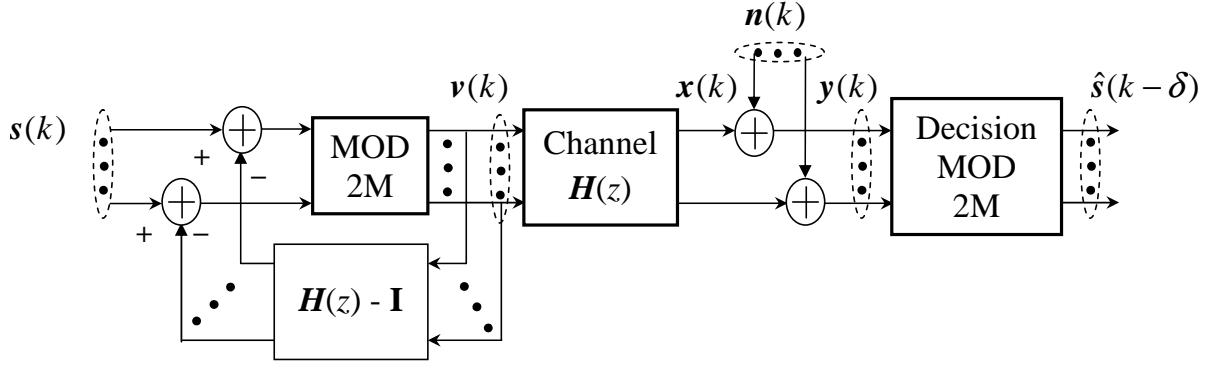 n(k)
v(k)
x(k)
y(k)
ŝ(k − δ)
s(k)
+
−
+
−
MOD
2M
Channel
H(z)
Decision
MOD
2M
H(z) - I